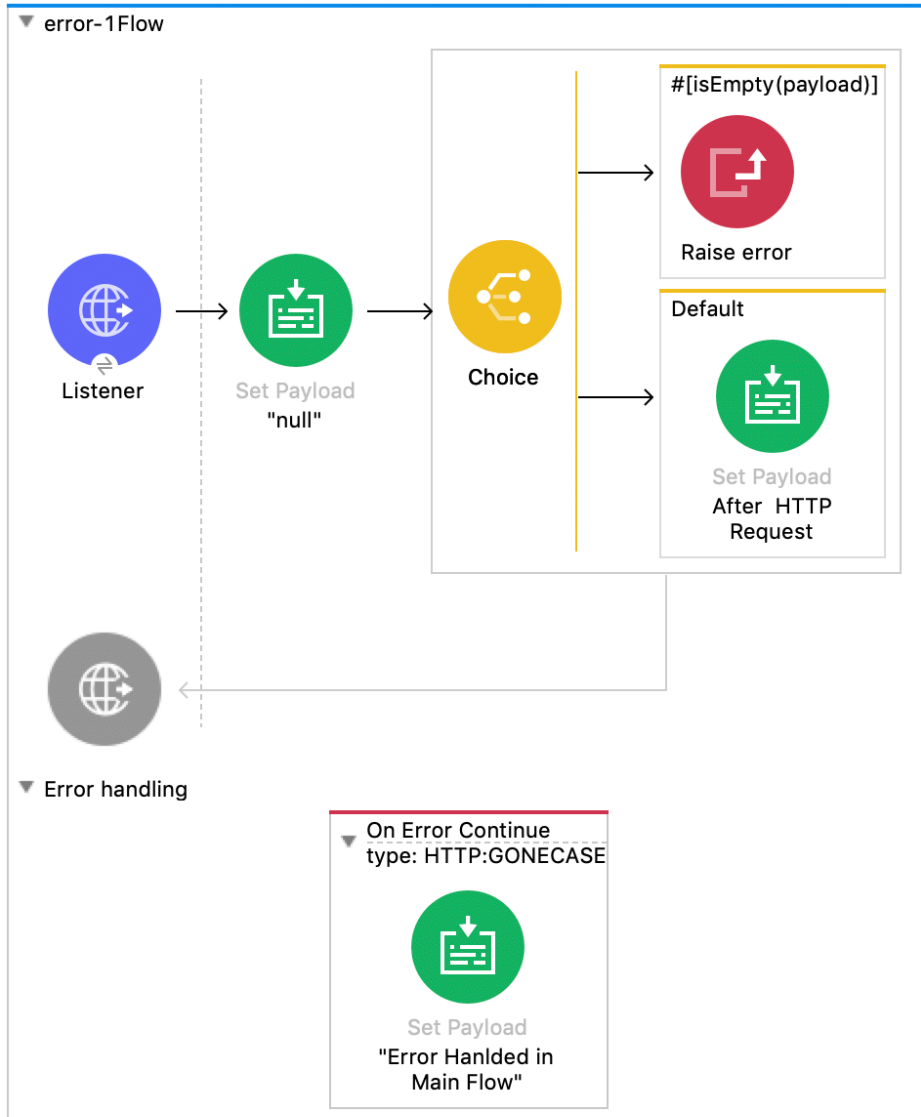 error-1Flow
Listener
Set Payload
"null"
Choice
#[isEmpty(payload)]
Raise error
Default
Set Payload
After HTTP
Request
Error handling
On Error Continue
type: HTTP:GONECASE
Set Payload
"Error Hanlded in
Main Flow"